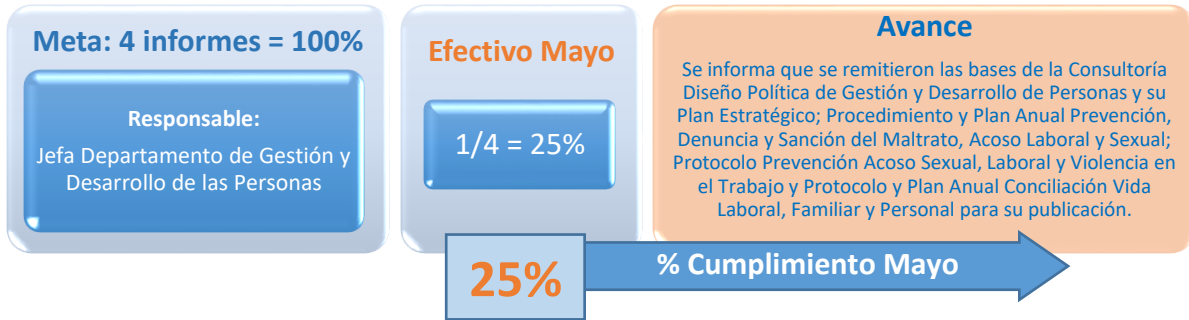 Meta: 4 informes = 100%
Responsable:
Jefa Departamento de Gestión y
Desarrollo de las Personas
Efectivo Mayo
1/4 = 25%
Avance
Se informa que se remitieron las bases de la Consultoría
Diseño Política de Gestión y Desarrollo de Personas y su
Plan Estratégico; Procedimiento y Plan Anual Prevención,
Denuncia y Sanción del Maltrato, Acoso Laboral y Sexual;
Protocolo Prevención Acoso Sexual, Laboral y Violencia en
el Trabajo y Protocolo y Plan Anual Conciliación Vida
Laboral, Familiar y Personal para su publicación.
25%
% Cumplimiento Mayo